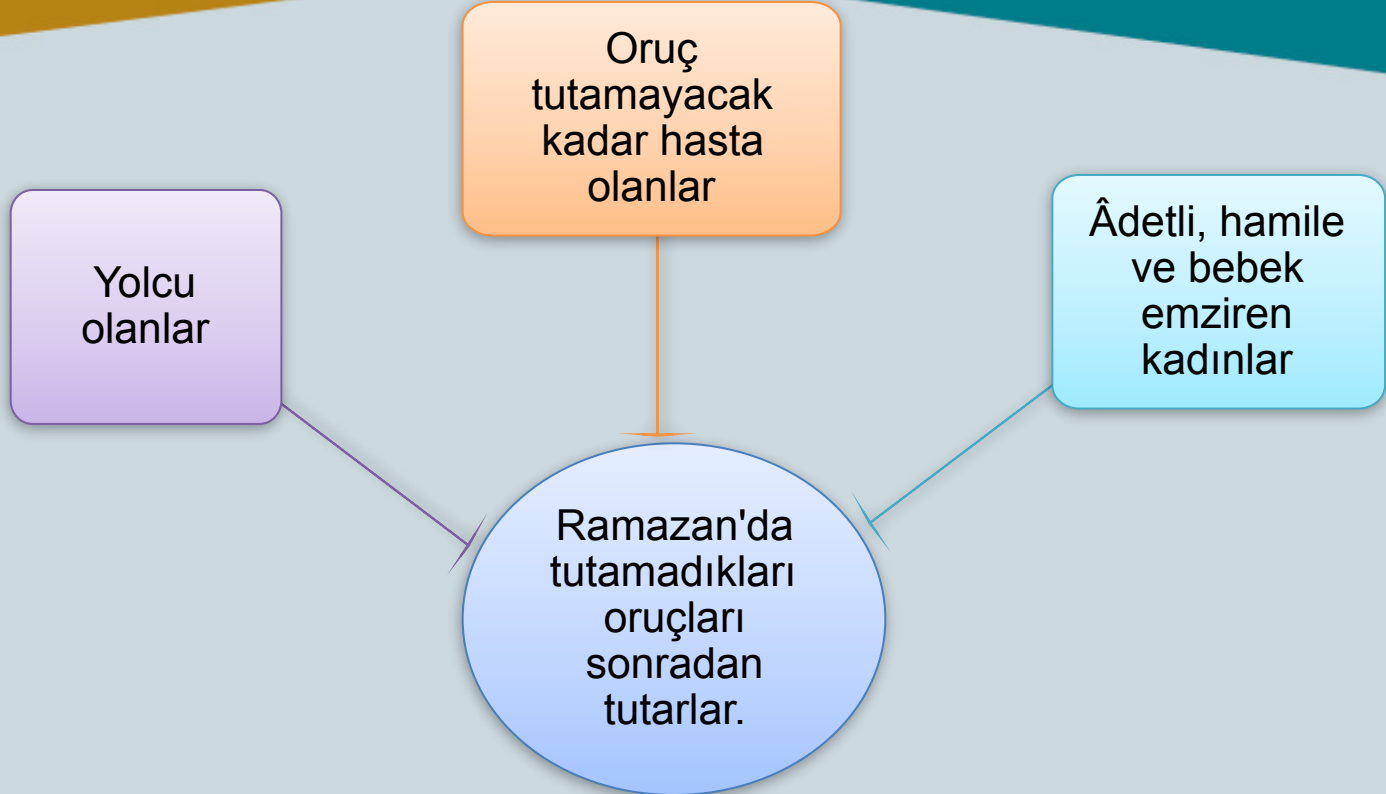 Oruç
tutamayacak
kadar hasta
olanlar
Yolcu
olanlar
Âdetli, hamile
ve bebek
emziren
kadınlar
Ramazan'da
tutamadıkları
oruçları
sonradan
tutarlar.